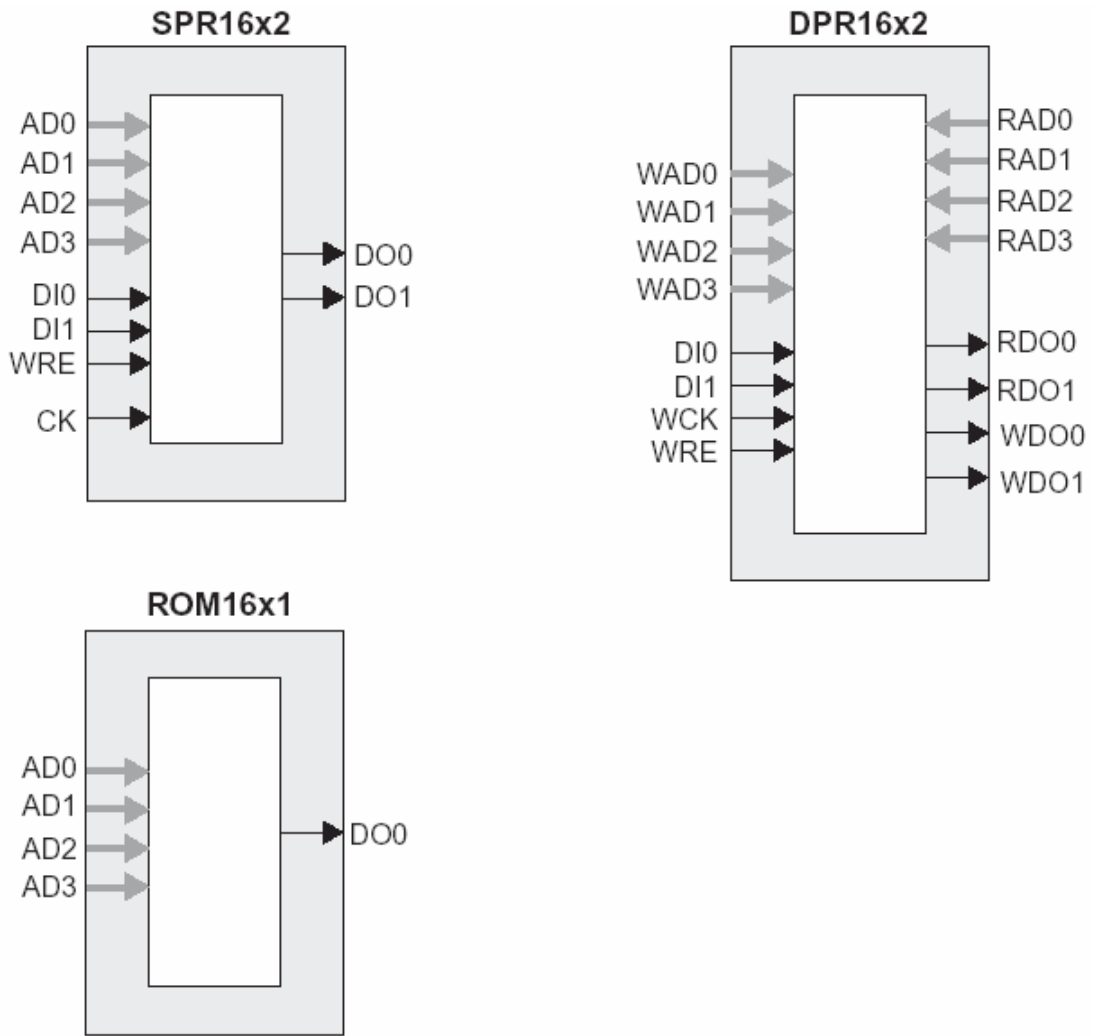 SPR16x2
AD0
AD1
AD2
AD3
DI0
DI1
WRE
CK
DO0
DO1
DPR16x2
WAD0
WAD1
WAD2
WAD3
DI0
DI1
WCK
WRE
RAD0
RAD1
RAD2
RAD3
RDO0
RDO1
WDO0
WDO1
ROM16x1
AD0
AD1
AD2
AD3
DO0